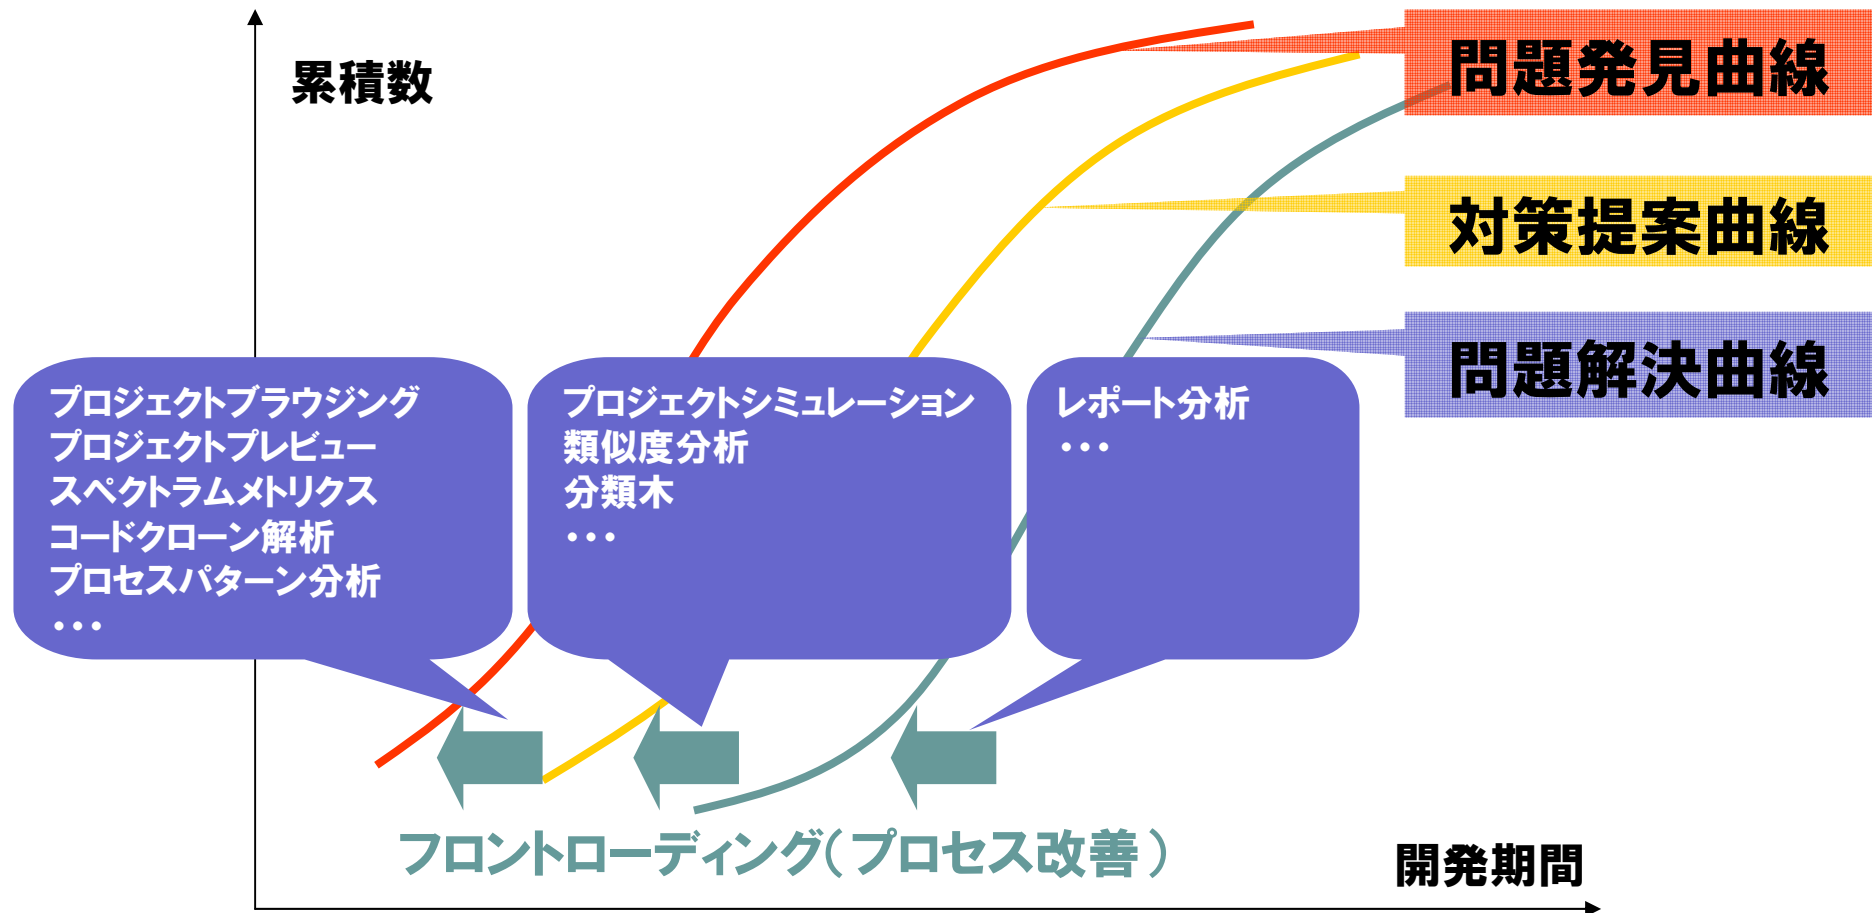 累積数
問題発見曲線
対策提案曲線
問題解決曲線
プロジェクトブラウジング
プロジェクトプレビュー
スペクトラムメトリクス
コードクローン解析
プロセスパターン分析
・・・
プロジェクトシミュレーション
類似度分析
分類木
・・・
レポート分析
・・・
フロントローディング(プロセス改善)
開発期間